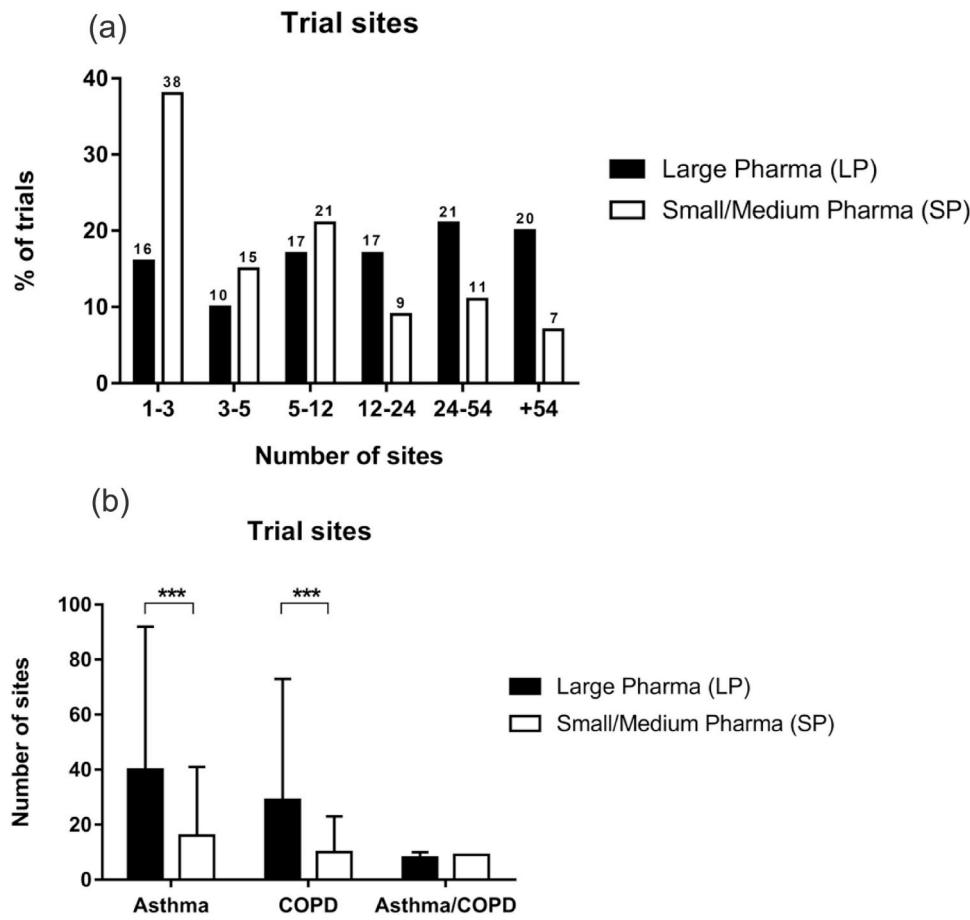 (a)
Trial sites
% of trials
40
30
20
10
0
16
38
10
15
17
21
17
9
21
11
20
7
1-3 3-5 5-12 12-24 24-54 +54
Number of sites
Large Pharma (LP)
Small/Medium Pharma (SP)
(b)
Trial sites
Number of sites
100
80
60
40
20
0
*** ***
Asthma COPD Asthma/COPD
Large Pharma (LP)
Small/Medium Pharma (SP)